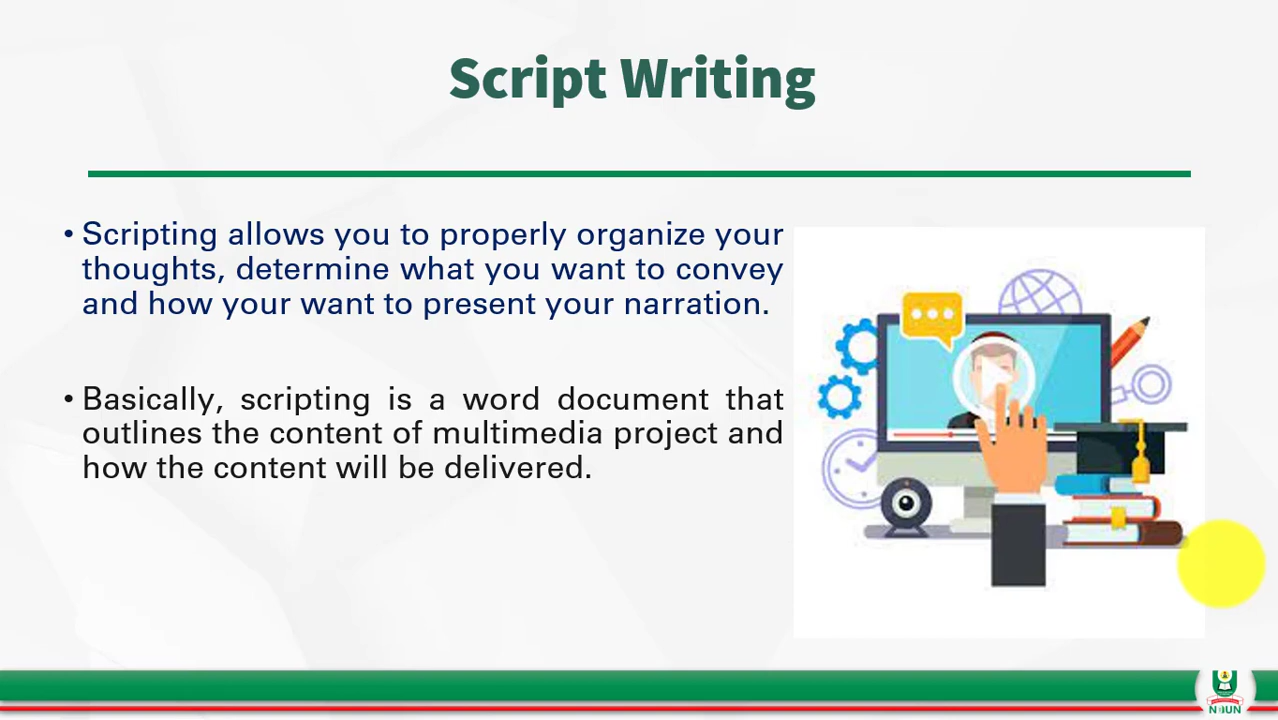 Script Writing
• Scripting allows you to properly organize your
thoughts, determine what you want to convey
and how your want to present your narration.
• Basically, scripting is a word document that
outlines the content of multimedia project and
how the content will be delivered.
NOUN